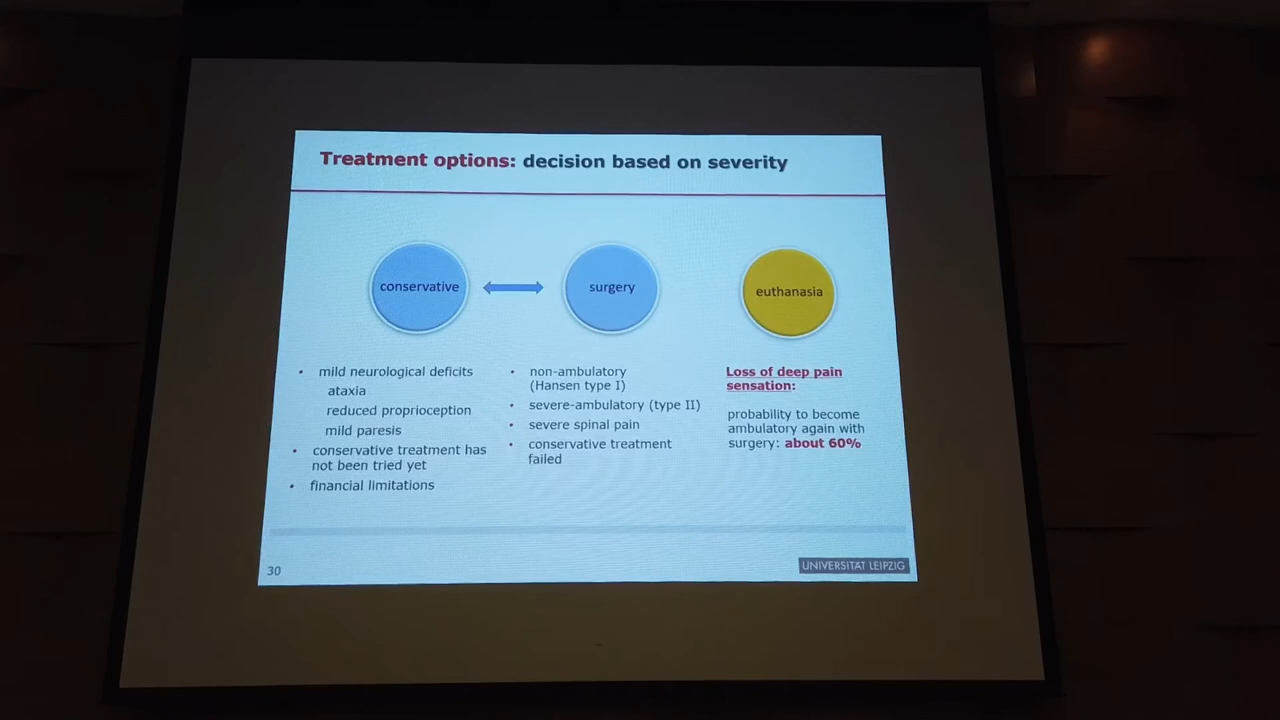 Treatment options: decision based on severity
conservative
surgery
euthanasia
• mild neurological deficits
ataxia
reduced proprioception
mild paresis
• conservative treatment has
not been tried yet
• financial limitations
• non-ambulatory
(Hansen type I)
• severe-ambulatory (type II)
• severe spinal pain
• conservative treatment
failed
Loss of deep pain
sensation:
probability to become
ambulatory again with
surgery: about 60%
30
UNIVERSITÄT LEIPZIG